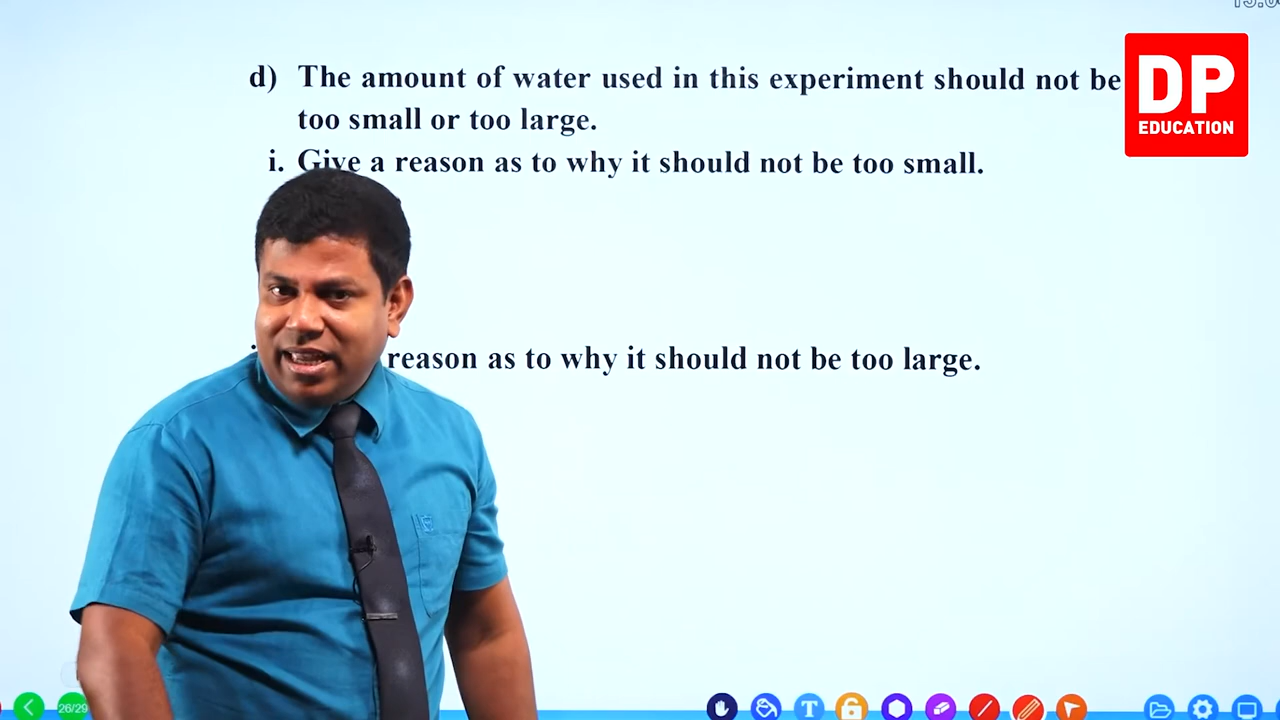 d) The amount of water used in this experiment should not be
too small or too large.
i. Give a reason as to why it should not be too small.
reason as to why it should not be too large.
DP
EDUCATION
26/29
T